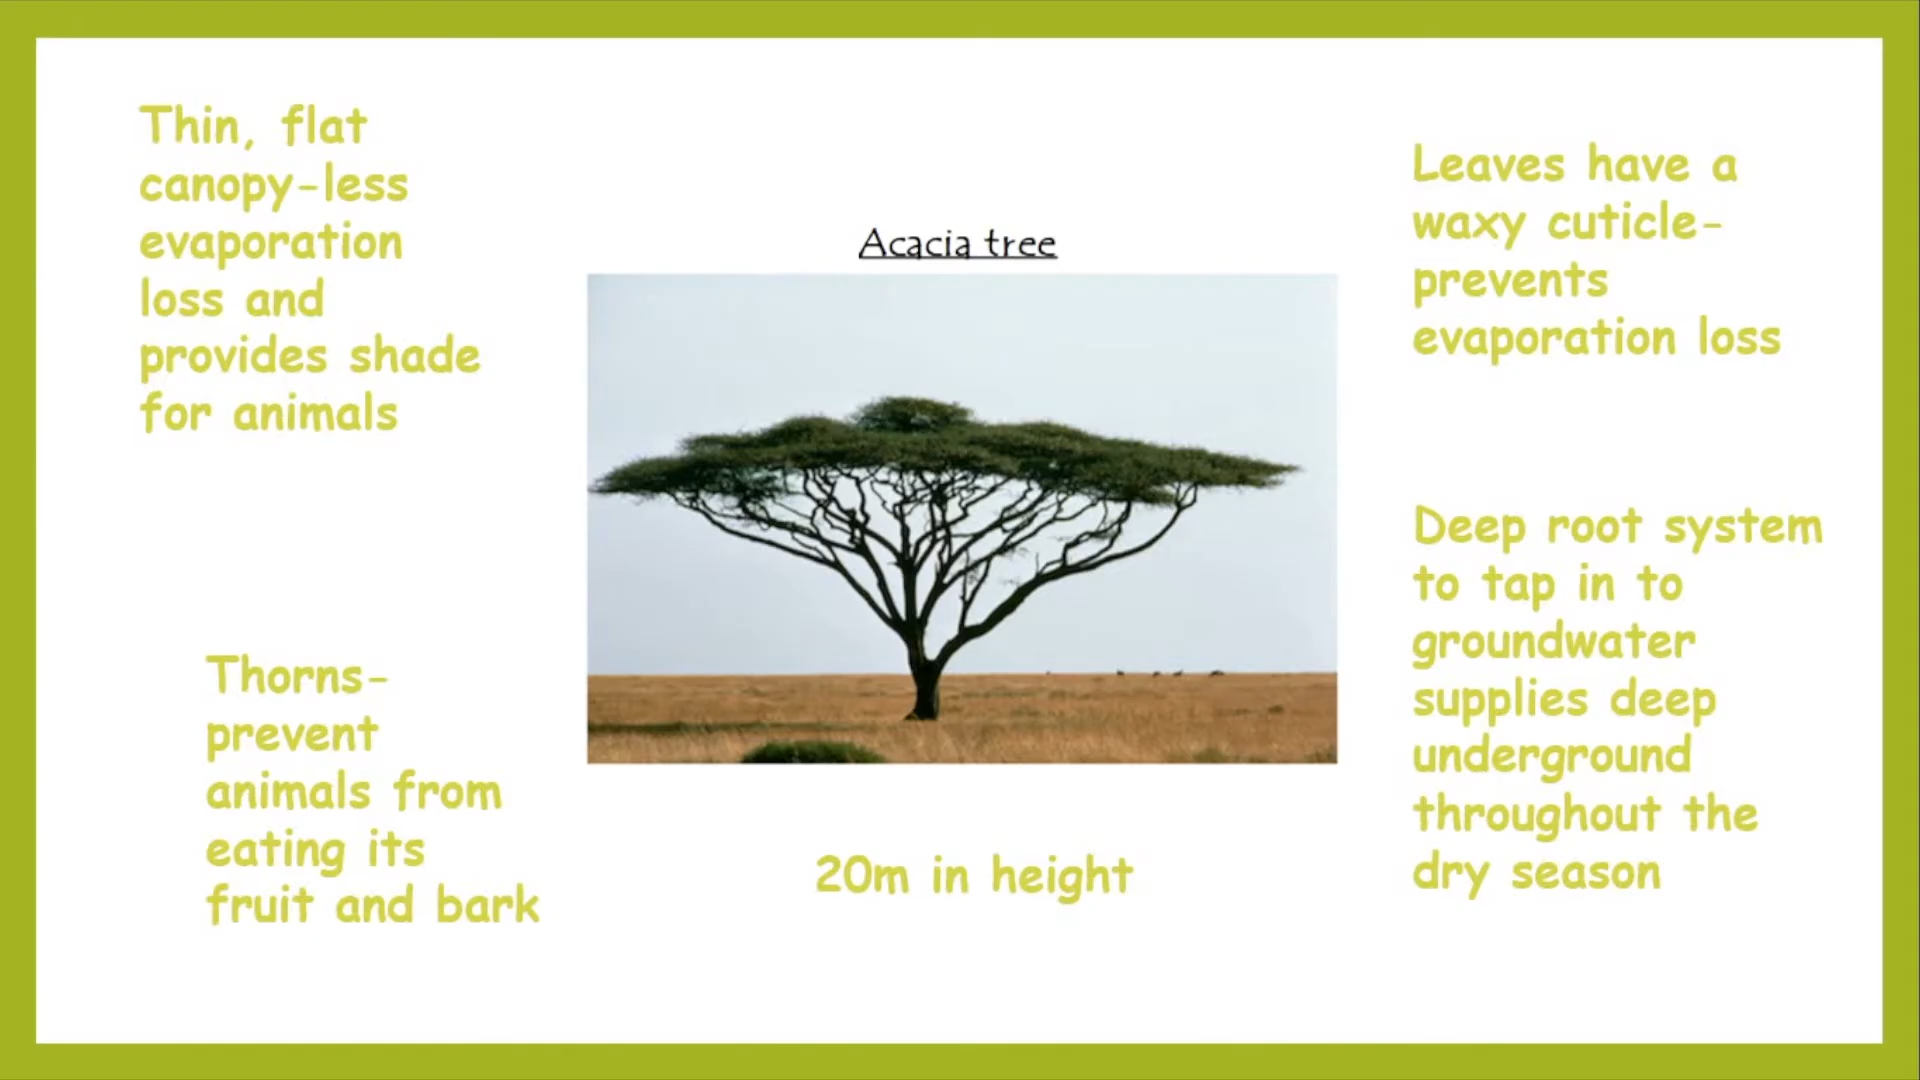 Thin, flat
canopy-less
evaporation
loss and
provides shade
for animals
Thorns-
prevent
animals from
eating its
fruit and bark
Acacia tree
20m in height
Leaves have a
waxy cuticle-
prevents
evaporation loss
Deep root system
to tap in to
groundwater
supplies deep
underground
throughout the
dry season